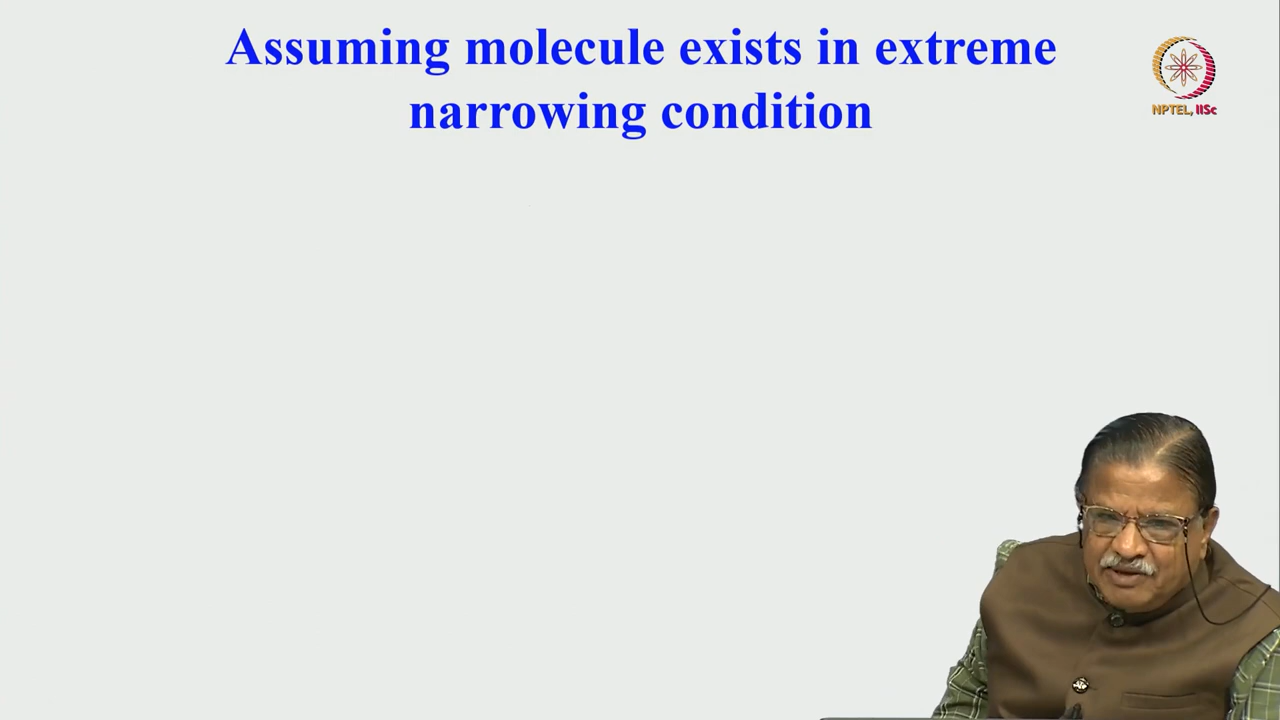 Assuming molecule exists in extreme
narrowing condition
NPTEL, IISc